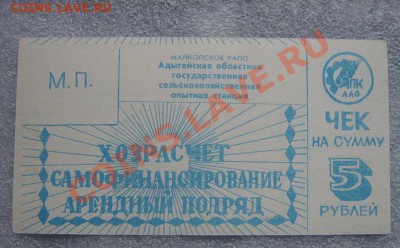 COINS.LAVE.RU
МАЙКОПСКОЕ РАПО
Адыгейская областная
государственная
сельскохозяйственная
опытная станция
М.П.
АПК
ААО
ЧЕК
НА СУММУ
5
РУБЛЕЙ
ХОЗРАСЧЕТ
САМОФИНАНСИРОВАНИЕ
АРЕНДНЫЙ ПОДРЯД
COINS.LAVE.RU